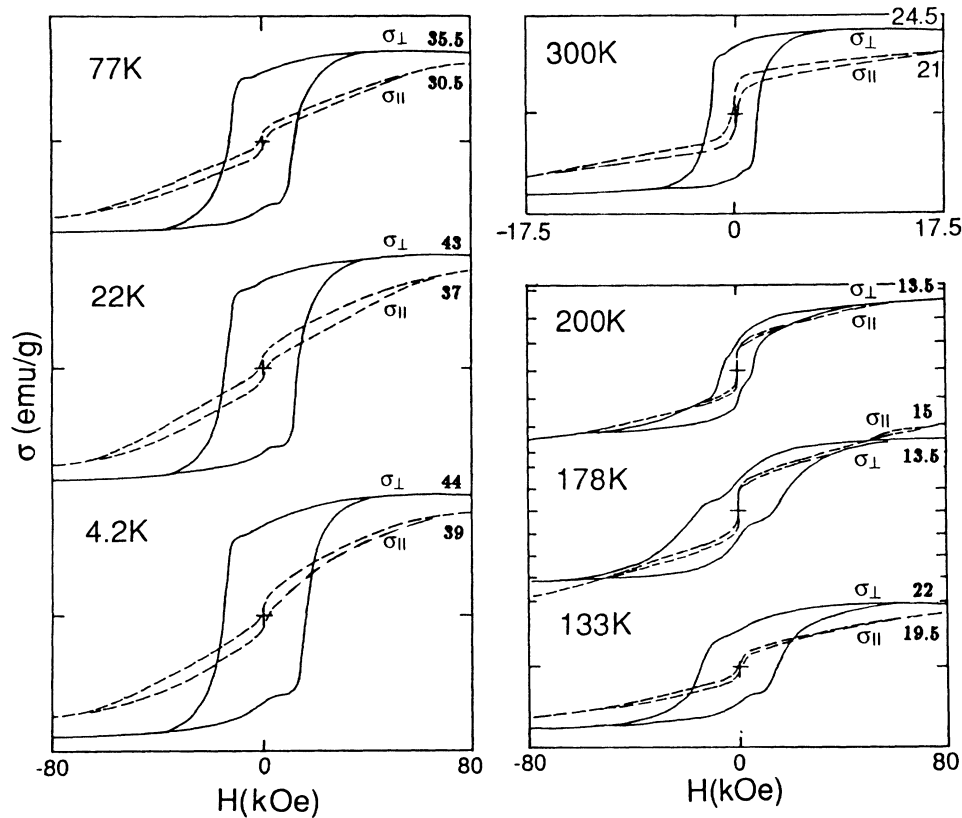 σ (emu/g)
77K
σ⊥ 35.5
30.5
σ||
22K
σ⊥ 43
37
σ||
4.2K
σ⊥ 44
39
σ||
-80 0 80
H(kOe)
300K
24.5
σ⊥
21
σ||
-17.5 0 17.5
200K
13.5
σ⊥
σ||
178K
σ|| 15
σ⊥ 13.5
133K
σ⊥ 22
σ|| 19.5
-80 0 80
H(kOe)